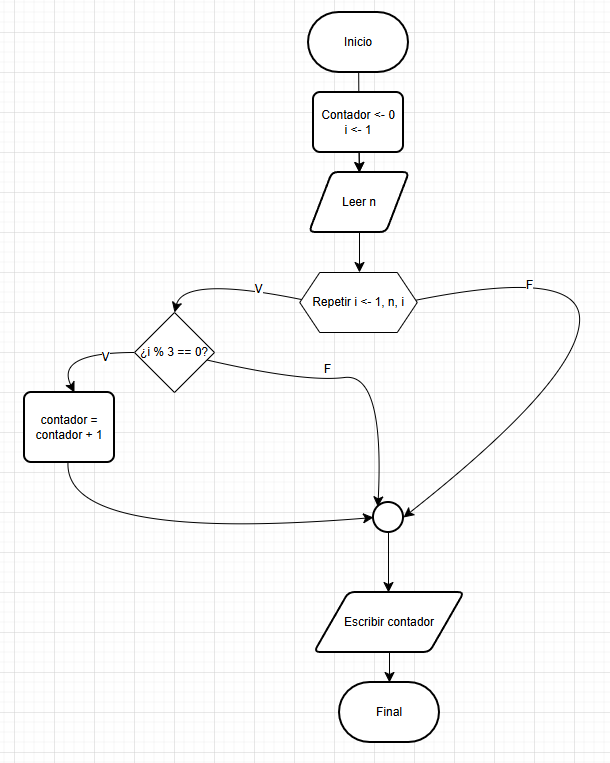 Inicio
Contador <- 0
i <- 1
Leer n
Repetir i <- 1, n, i
V
F
¿i % 3 == 0?
V
F
contador =
contador + 1
Escribir contador
Final